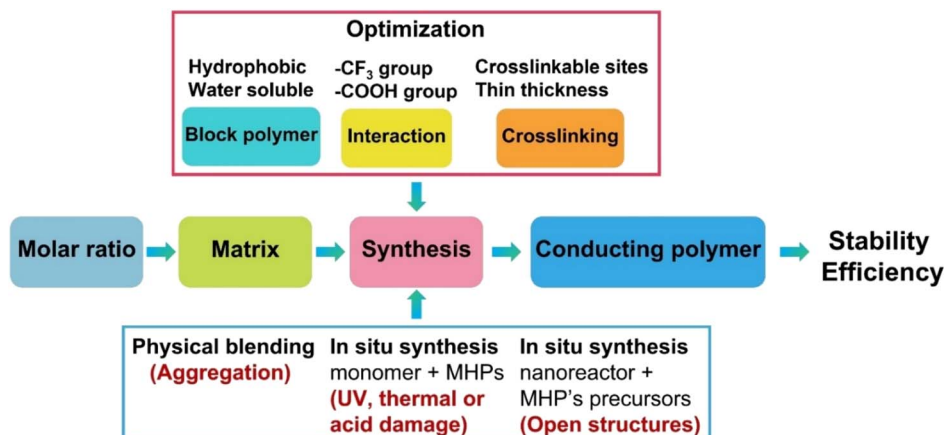 Optimization
Hydrophobic
Water soluble
Block polymer
-CF₃ group
-COOH group
Interaction
Crosslinkable sites
Thin thickness
Crosslinking
Molar ratio
Matrix
Synthesis
Conducting polymer
Stability
Efficiency
Physical blending
(Aggregation)
In situ synthesis
monomer + MHPs
(UV, thermal or
acid damage)
In situ synthesis
nanoreactor +
MHP's precursors
(Open structures)